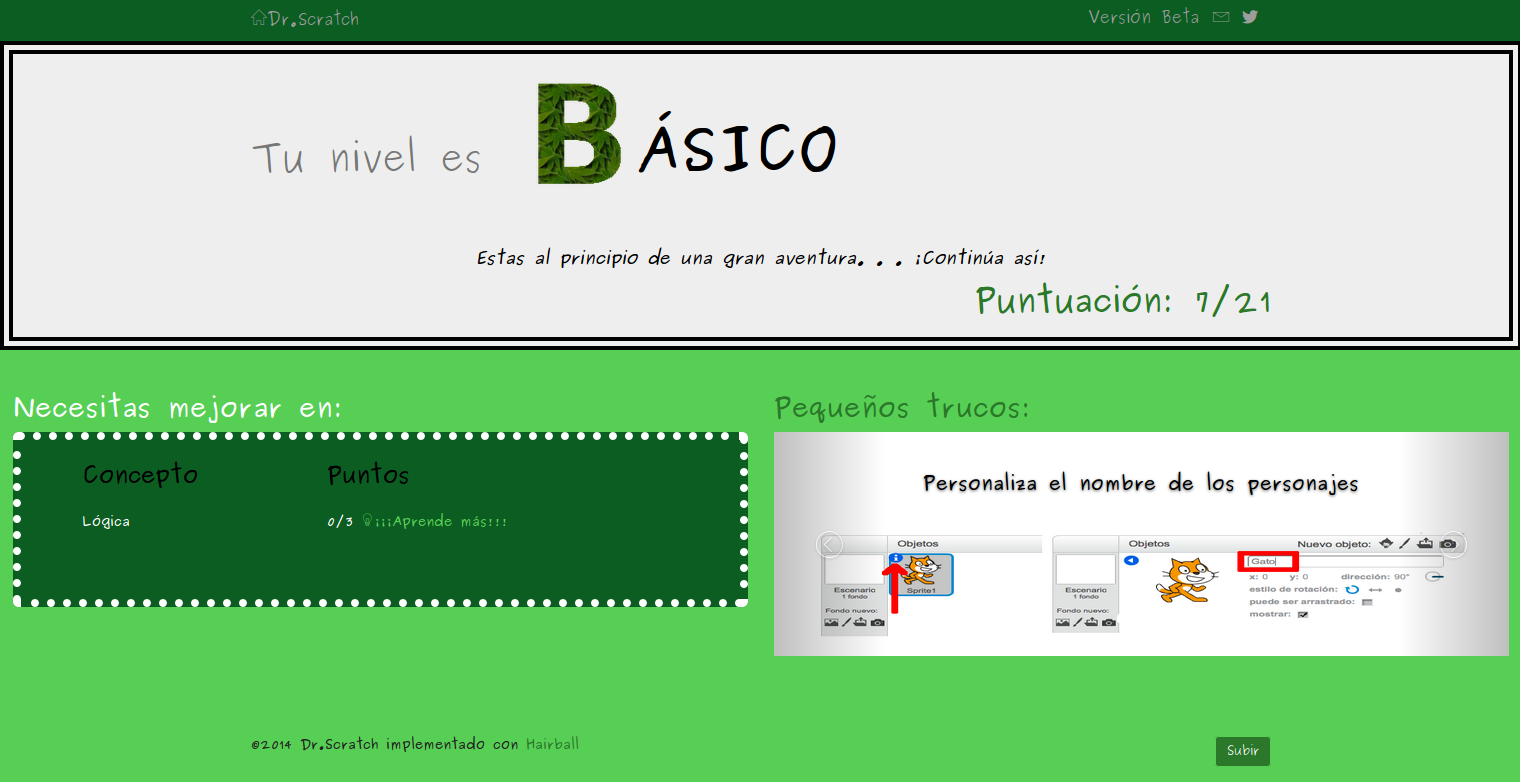 Dr.Scratch
Versión Beta
Tu nivel es BÁSICO
Estas al principio de una gran aventura. . . ¡Continúa así!
Puntuación: 7/21
Necesitas mejorar en:
Concepto Puntos
Lógica 0/3 ¡¡¡Aprende más!!!
Pequeños trucos:
Personaliza el nombre de los personajes
Objetos
i
Sprite1
Escenario
1 fondo
Fondo nuevo:
Objetos Nuevo objeto:
Gato
x: 0 y: 0 dirección: 90°
estilo de rotación:
puede ser arrastrado:
mostrar:
Escenario
1 fondo
Fondo nuevo:
©2014 Dr.Scratch implementado con Hairball
Subir